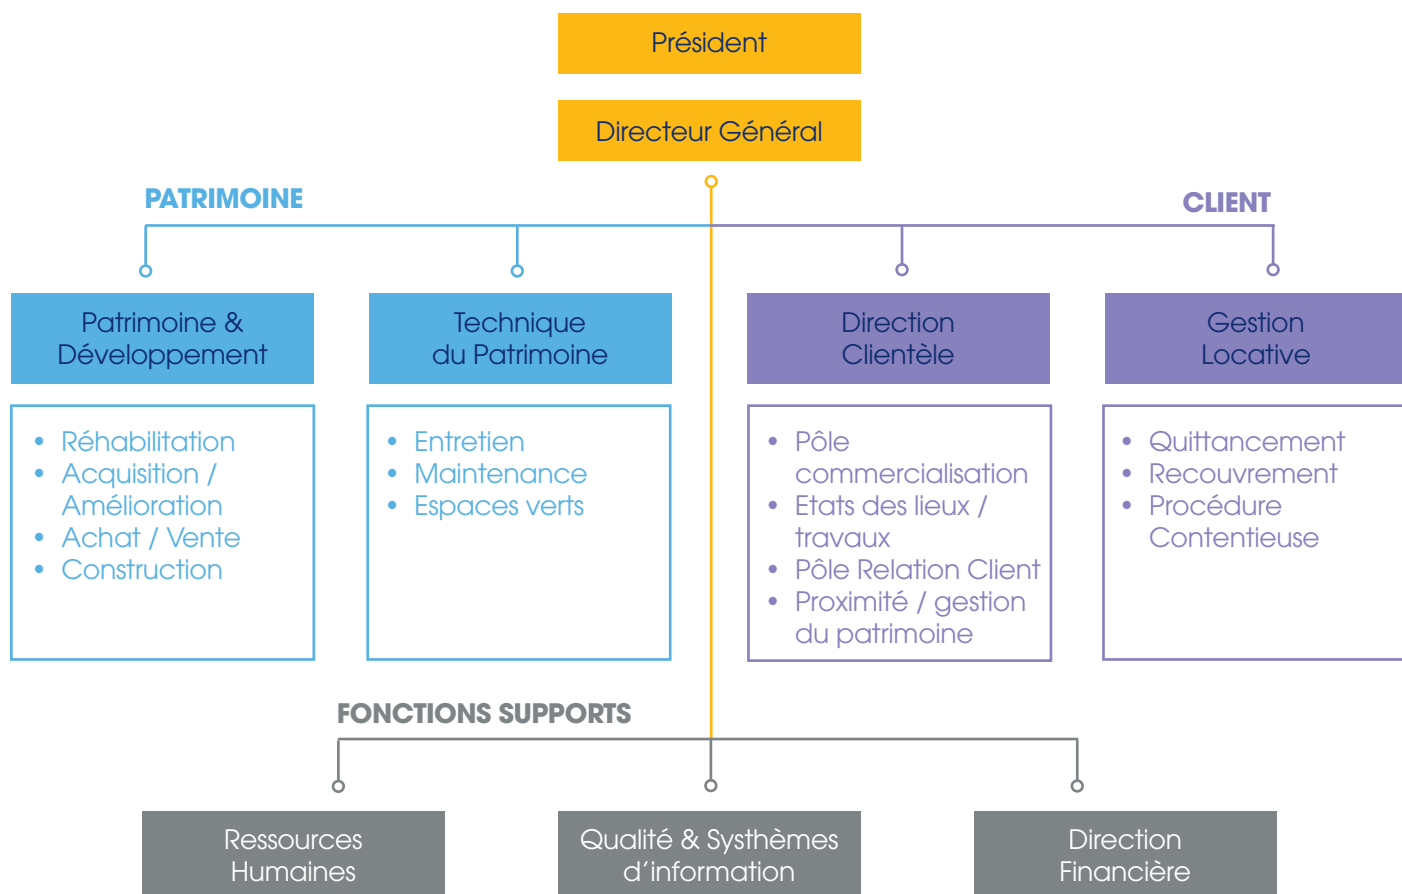 Président
Directeur Général
PATRIMOINE
CLIENT
Patrimoine &
Développement
Technique
du Patrimoine
Direction
Clientèle
Gestion
Locative
• Réhabilitation
• Acquisition /
Amélioration
• Achat / Vente
• Construction
• Entretien
• Maintenance
• Espaces verts
• Pôle
commercialisation
• Etats des lieux /
travaux
• Pôle Relation Client
• Proximité / gestion
du patrimoine
• Quittancement
• Recouvrement
• Procédure
Contentieuse
FONCTIONS SUPPORTS
Ressources
Humaines
Qualité & Systhèmes
d’information
Direction
Financière